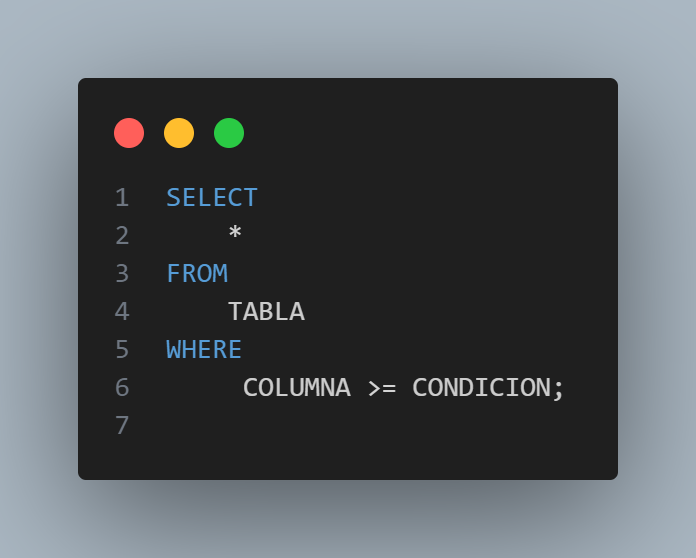 1 SELECT
2 *
3 FROM
4 TABLA
5 WHERE
6 COLUMNA >= CONDICION;
7